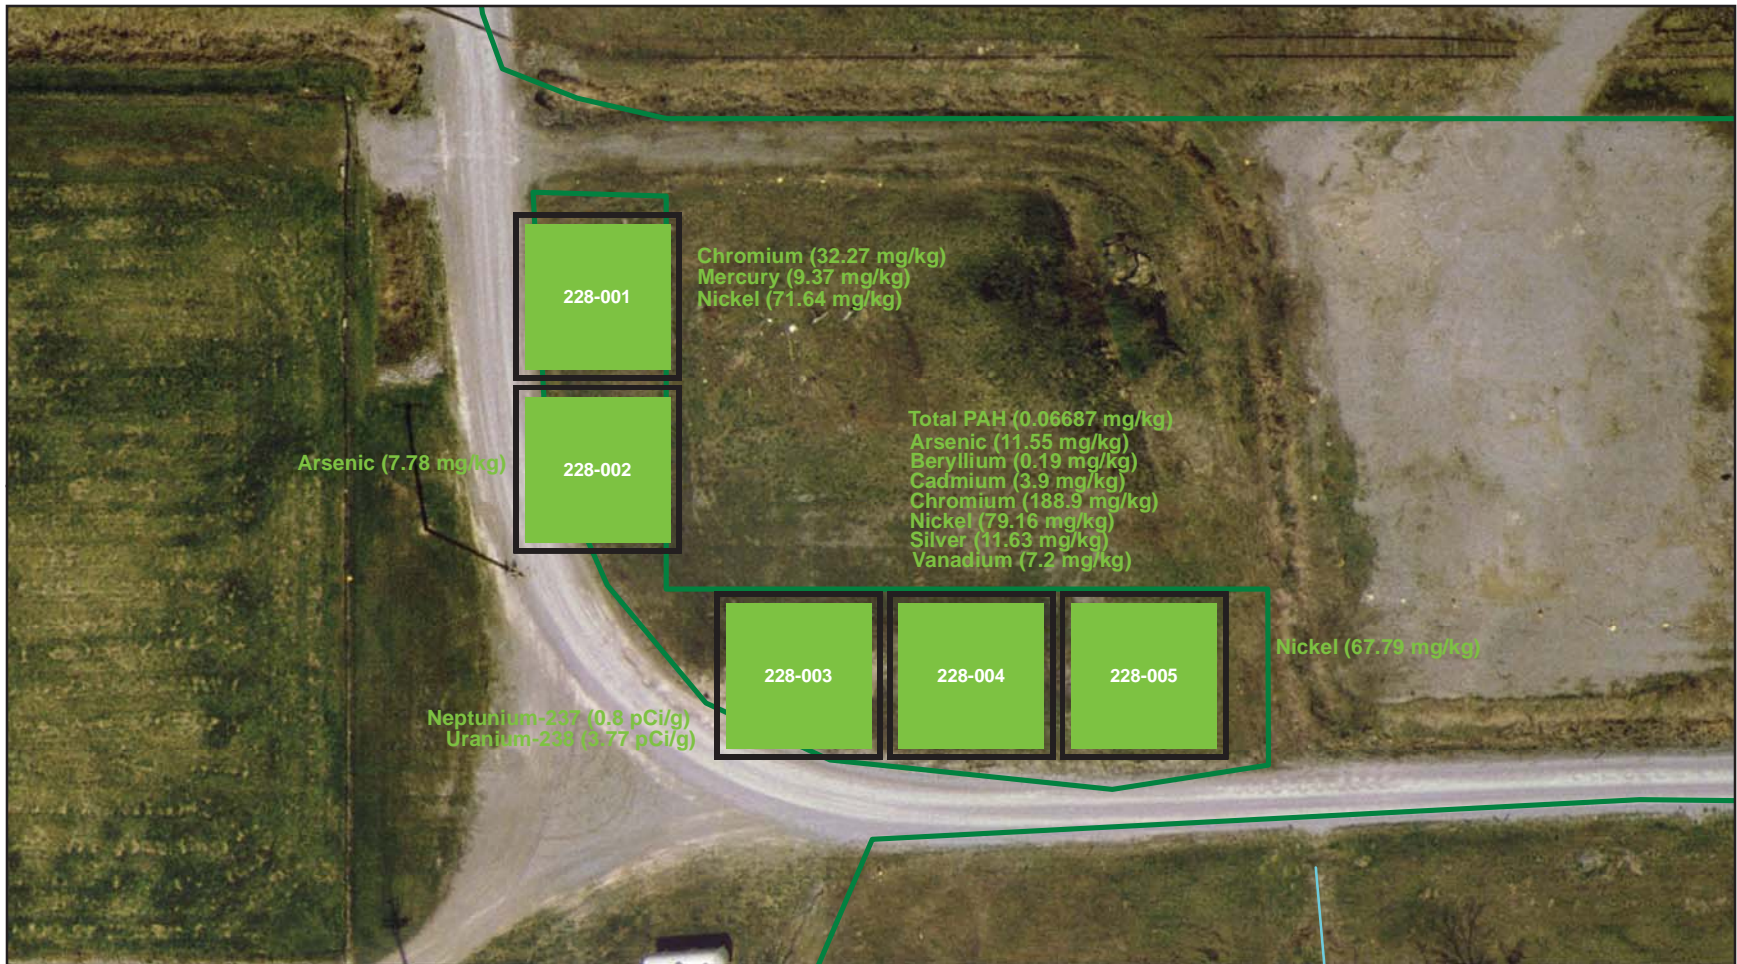 228-001
Chromium (32.27 mg/kg)
Mercury (9.37 mg/kg)
Nickel (71.64 mg/kg)
Arsenic (7.78 mg/kg)
228-002
Total PAH (0.06687 mg/kg)
Arsenic (11.55 mg/kg)
Beryllium (0.19 mg/kg)
Cadmium (3.9 mg/kg)
Chromium (188.9 mg/kg)
Nickel (79.16 mg/kg)
Silver (11.63 mg/kg)
Vanadium (7.2 mg/kg)
228-003
228-004
228-005
Nickel (67.79 mg/kg)
Neptunium-237 (0.8 pCi/g)
Uranium-238 (3.77 pCi/g)